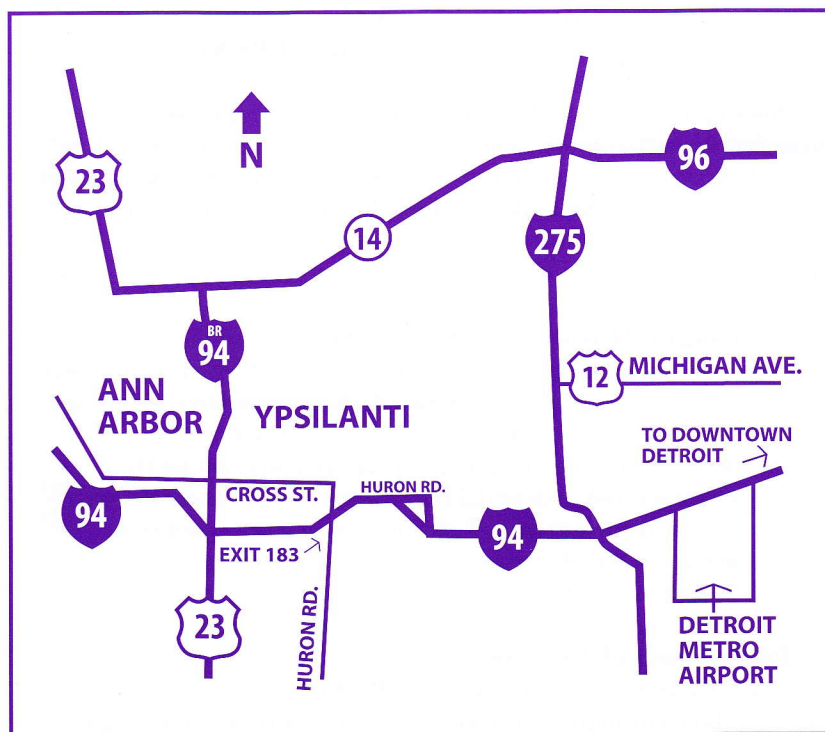 N
23
14
96
275
BR
94
ANN
ARBOR
YPSILANTI
12
MICHIGAN AVE.
TO DOWNTOWN
DETROIT
CROSS ST.
HURON RD.
94
94
EXIT 183
23
HURON RD.
DETROIT
METRO
AIRPORT